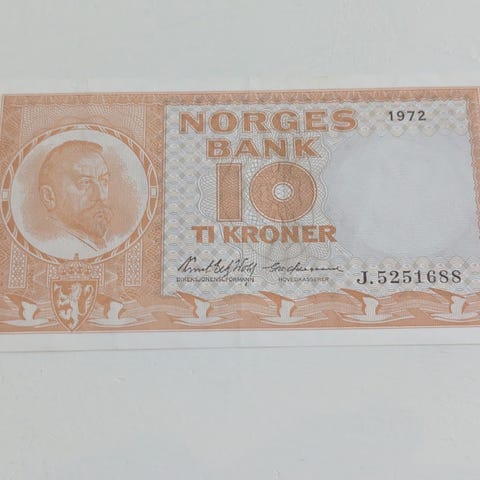 NORGES
1972
BANK
10
TI KRONER
DIREKSJONENS FORMANN HOVEDKASSERER
J.5251688